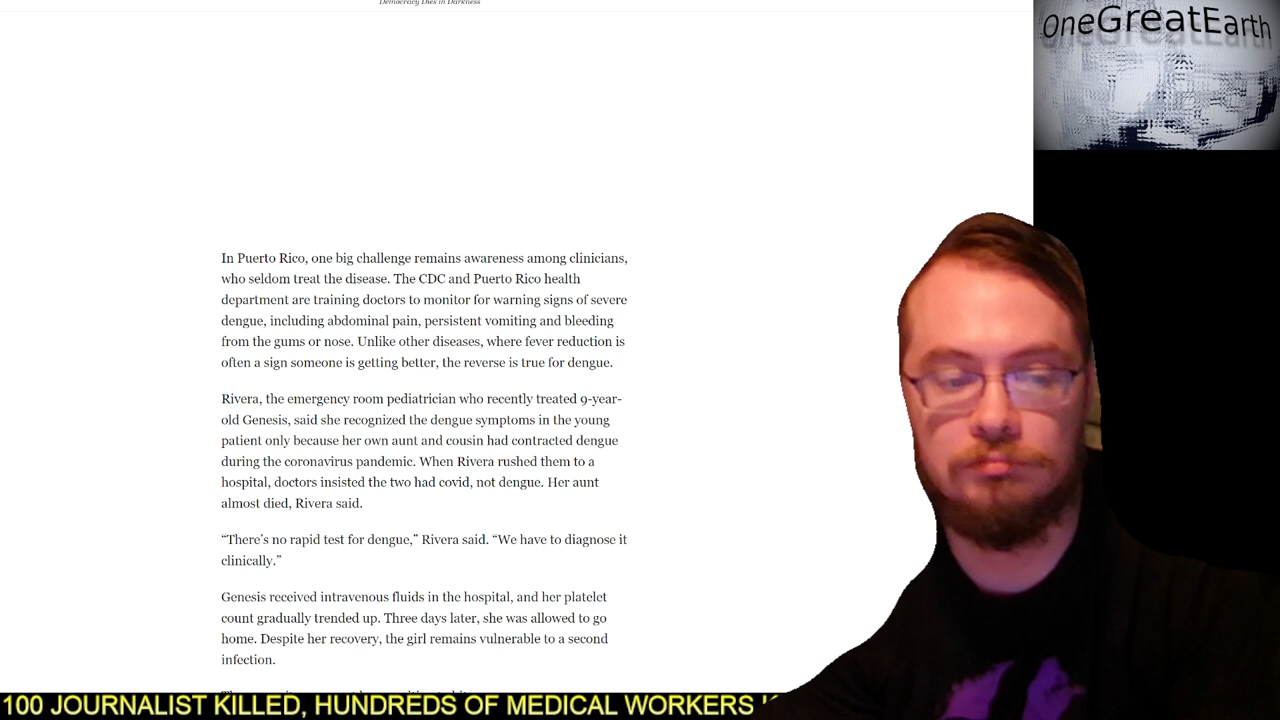 Democracy Dies in Darkness
OneGreatEarth
In Puerto Rico, one big challenge remains awareness among clinicians,
who seldom treat the disease. The CDC and Puerto Rico health
department are training doctors to monitor for warning signs of severe
dengue, including abdominal pain, persistent vomiting and bleeding
from the gums or nose. Unlike other diseases, where fever reduction is
often a sign someone is getting better, the reverse is true for dengue.
Rivera, the emergency room pediatrician who recently treated 9-year-
old Genesis, said she recognized the dengue symptoms in the young
patient only because her own aunt and cousin had contracted dengue
during the coronavirus pandemic. When Rivera rushed them to a
hospital, doctors insisted the two had covid, not dengue. Her aunt
almost died, Rivera said.
“There’s no rapid test for dengue,” Rivera said. “We have to diagnose it
clinically.”
Genesis received intravenous fluids in the hospital, and her platelet
count gradually trended up. Three days later, she was allowed to go
home. Despite her recovery, the girl remains vulnerable to a second
infection.
100 JOURNALIST KILLED, HUNDREDS OF MEDICAL WORKERS